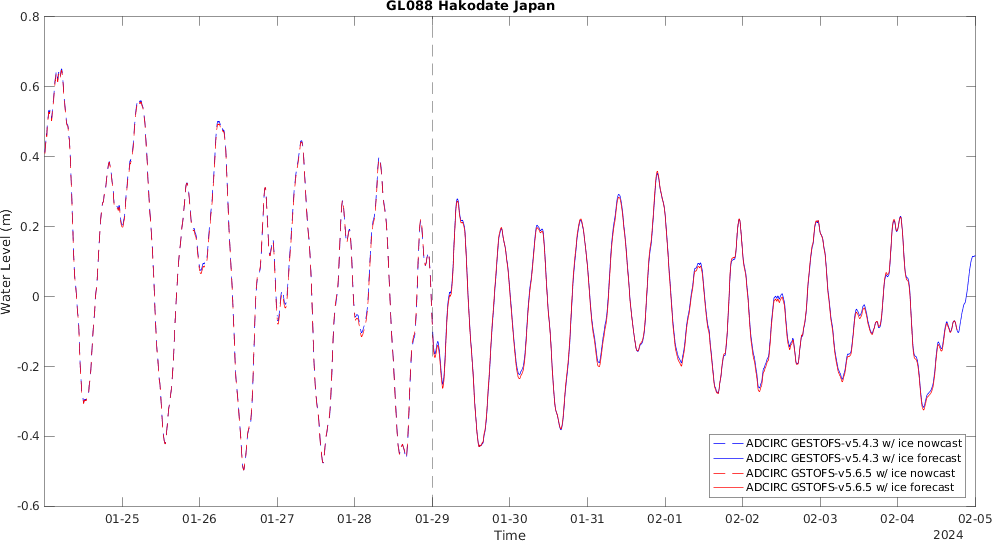 GL088 Hakodate Japan
0.8
0.6
0.4
0.2
0
-0.2
-0.4
-0.6
Water Level (m)
ADCIRC GESTOFS-v5.4.3 w/ ice nowcast
ADCIRC GESTOFS-v5.4.3 w/ ice forecast
ADCIRC GSTOFS-v5.6.5 w/ ice nowcast
ADCIRC GSTOFS-v5.6.5 w/ ice forecast
01-25 01-26 01-27 01-28 01-29 01-30 01-31 02-01 02-02 02-03 02-04 02-05
Time
2024